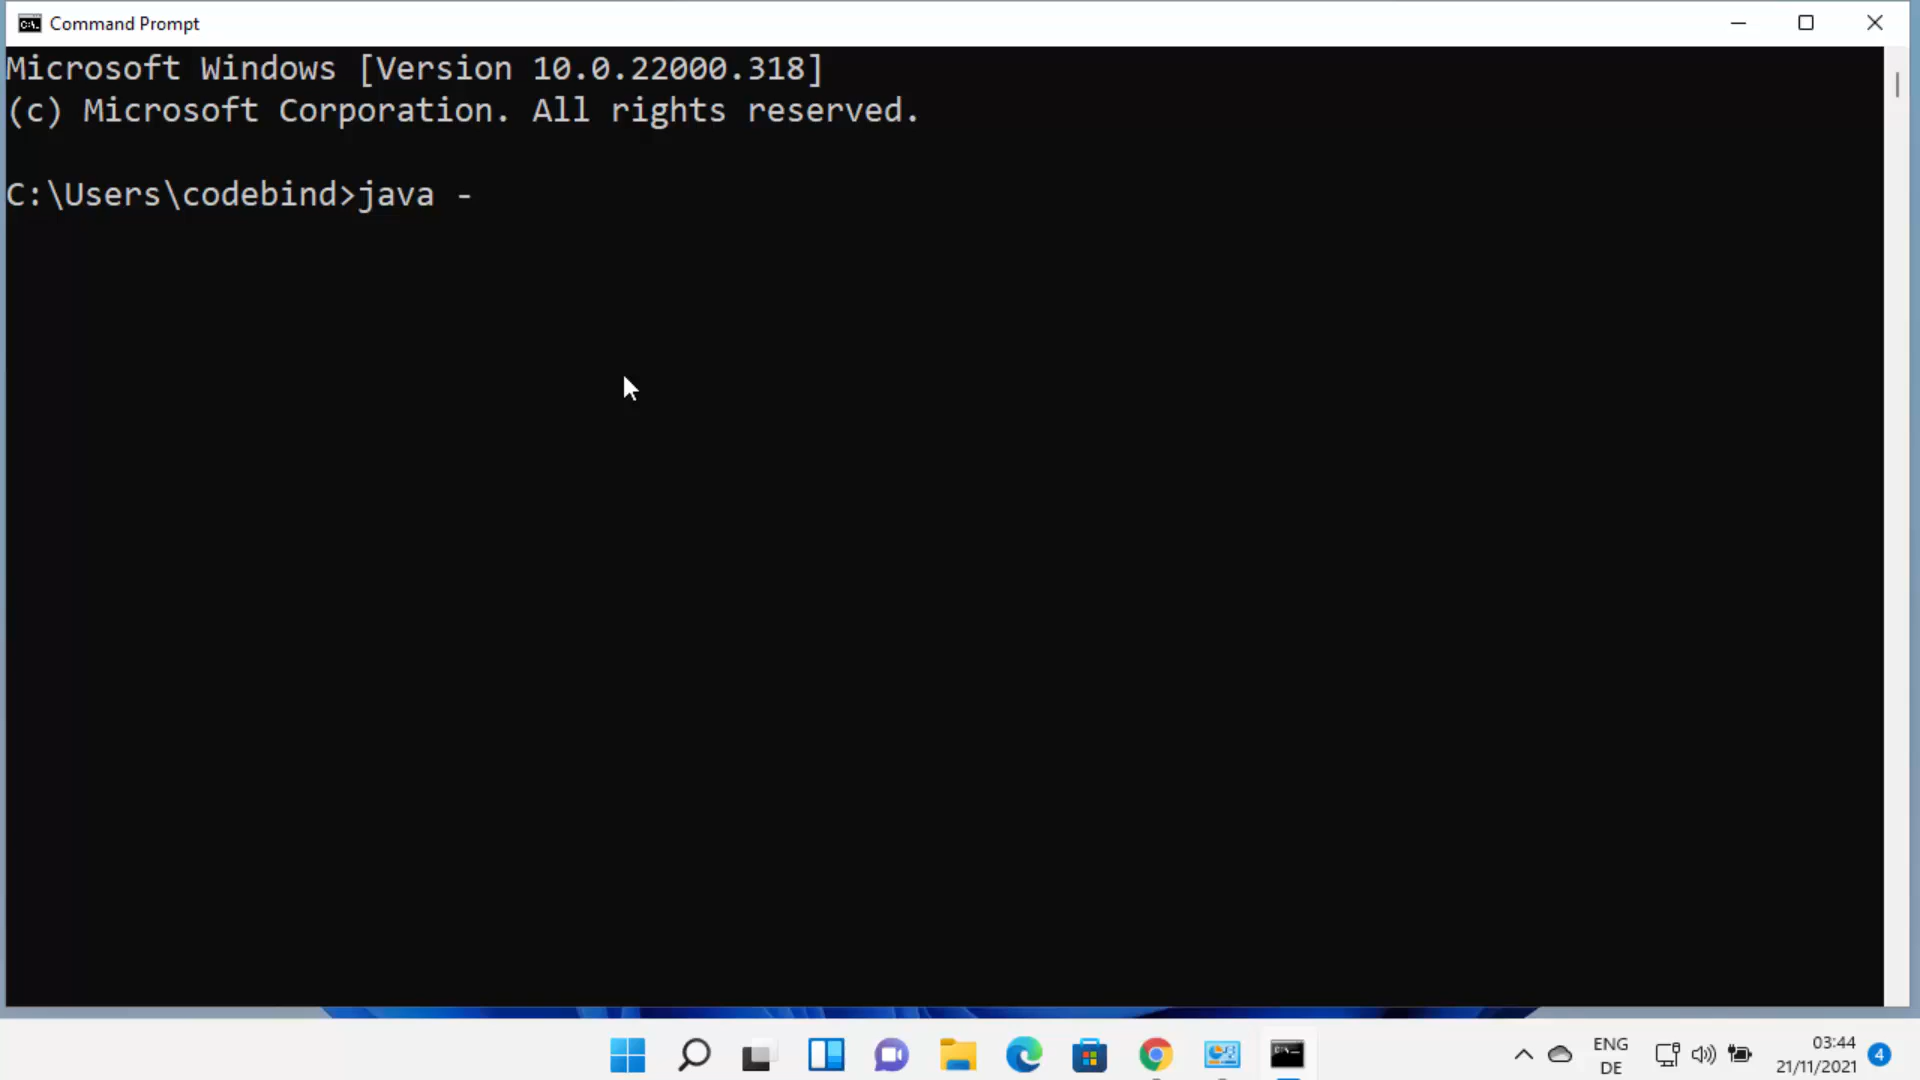 Command Prompt
Microsoft Windows [Version 10.0.22000.318]
(c) Microsoft Corporation. All rights reserved.
C:\Users\codebind>java -
ENG
DE
03:44
21/11/2021
4